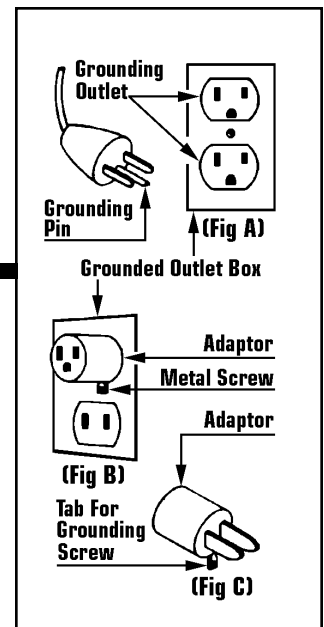 Grounding
Outlet
Grounding
Pin
(Fig A)
Grounded Outlet Box
Adaptor
Metal Screw
Adaptor
(Fig B)
Tab For
Grounding
Screw
(Fig C)